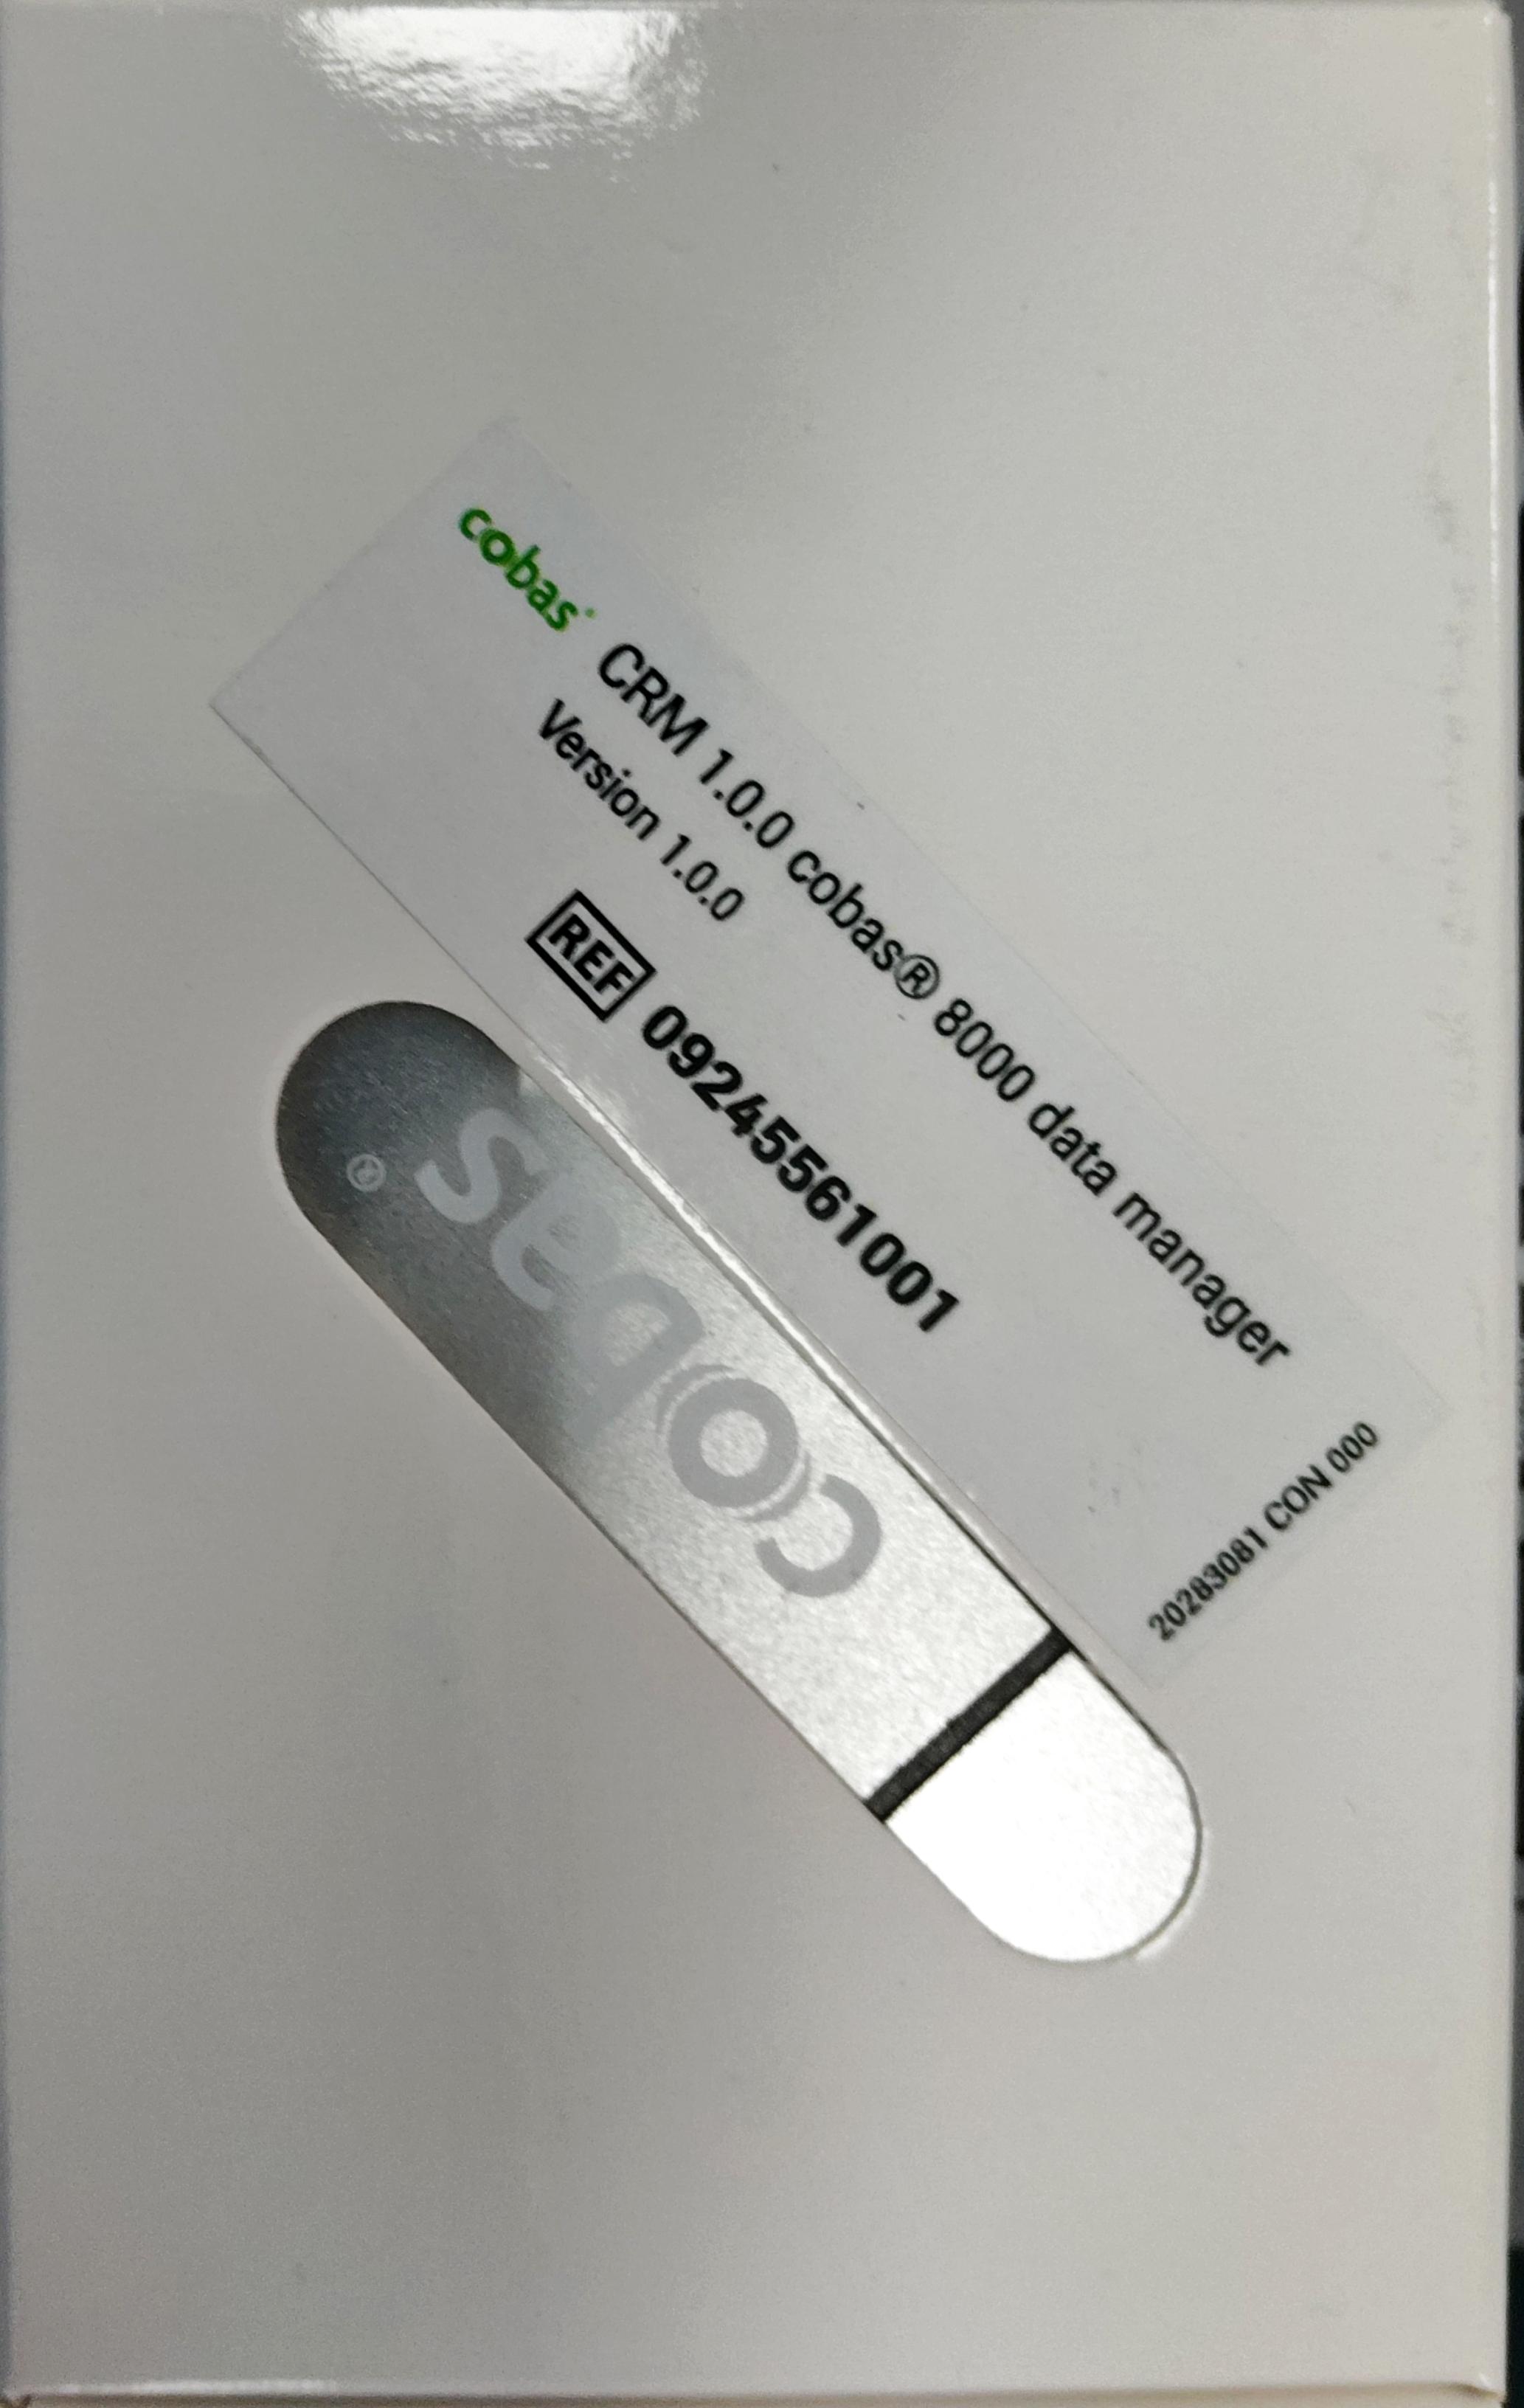 cobas® CRM 1.0.0 cobas® 8000 data manager
Version 1.0.0
REF 09245561001
20283081 CON 000
cobas®